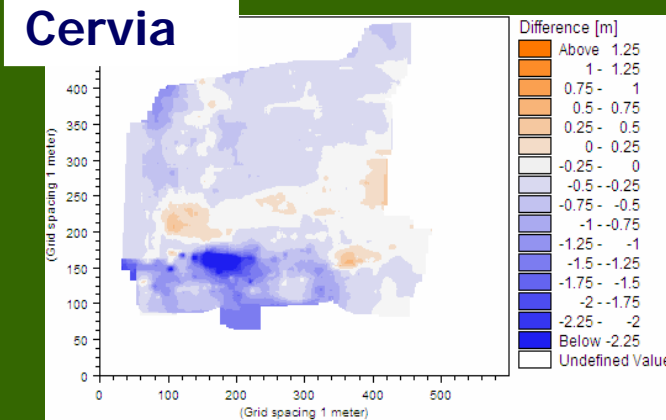 Cervia
Difference [m]
Above 1.25
1 - 1.25
0.75 - 1
0.5 - 0.75
0.25 - 0.5
0 - 0.25
-0.25 - 0
-0.5 - -0.25
-0.75 - -0.5
-1 - -0.75
-1.25 - -1
-1.5 - -1.25
-1.75 - -1.5
-2 - -1.75
-2.25 - -2
Below -2.25
Undefined Value
(Grid spacing 1 meter)
400
350
300
250
200
150
100
50
0
0 100 200 300 400 500
(Grid spacing 1 meter)